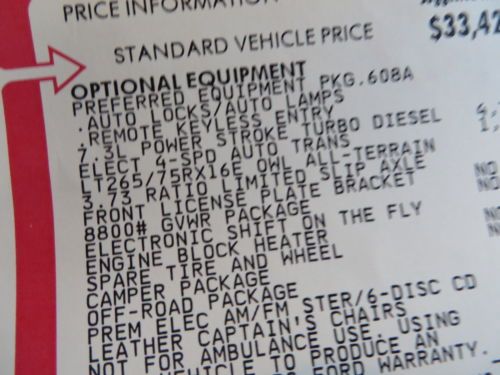 PRICE INFORMATION
STANDARD VEHICLE PRICE $33,42
OPTIONAL EQUIPMENT
PREFERRED EQUIPMENT PKG.608A
.AUTO LOCKS/AUTO LAMPS
.REMOTE KEYLESS ENTRY
7.3L POWER STROKE TURBO DIESEL 4,
ELECT 4-SPD AUTO TRANS 1,
LT265/75RX16E OWL ALL-TERRAIN
3.73 RATIO LIMITED SLIP AXLE
FRONT LICENSE PLATE BRACKET NO
8800# GVWR PACKAGE NO
ELECTRONIC SHIFT ON THE FLY
ENGINE BLOCK HEATER
SPARE TIRE AND WHEEL
CAMPER PACKAGE
OFF-ROAD PACKAGE
PREM ELEC AM/FM STER/6-DISC CD
LEATHER CAPTAIN'S CHAIRS
NOT FOR AMBULANCE USE. USING
VEHICLE TO PRODUCE AN
FORD WARRANTY.